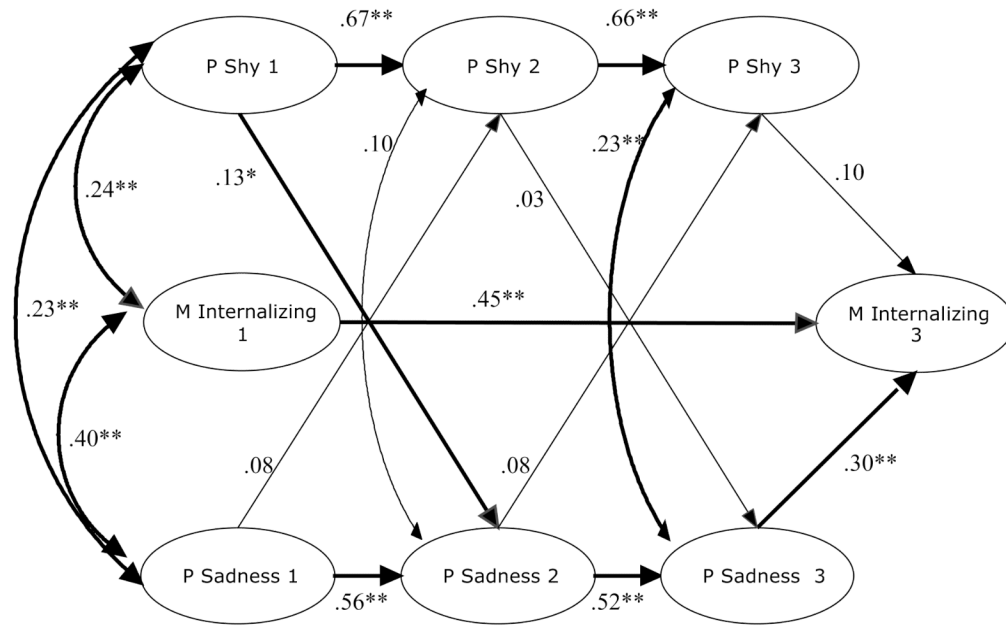 .67**
.66**
P Shy 1
P Shy 2
P Shy 3
.10
.23**
.24**
.13*
.03
.10
.23**
M Internalizing
1
.45**
M Internalizing
3
.40**
.08
.08
.30**
P Sadness 1
P Sadness 2
P Sadness 3
.56**
.52**